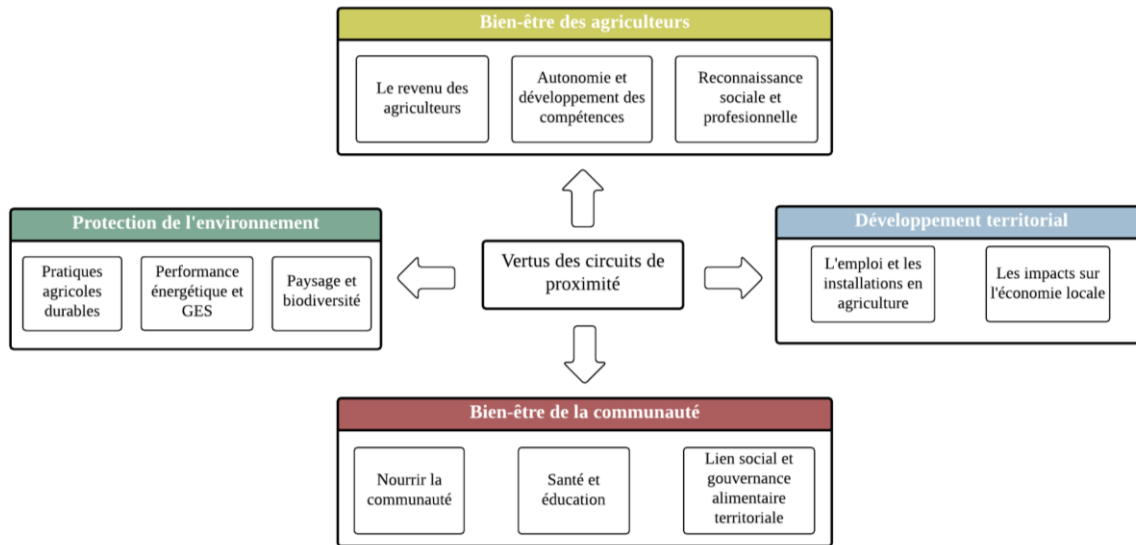 Bien-être des agriculteurs
Le revenu des
agriculteurs
Autonomie et
développement des
compétences
Reconnaissance
sociale et
profesionnelle
Protection de l'environnement
Pratiques
agricoles
durables
Performance
énergétique et
GES
Paysage et
biodiversité
Vertus des circuits de
proximité
Développement territorial
L'emploi et les
installations en
agriculture
Les impacts sur
l'économie locale
Bien-être de la communauté
Nourrir la
communauté
Santé et
éducation
Lien social et
gouvernance
alimentaire
territoriale